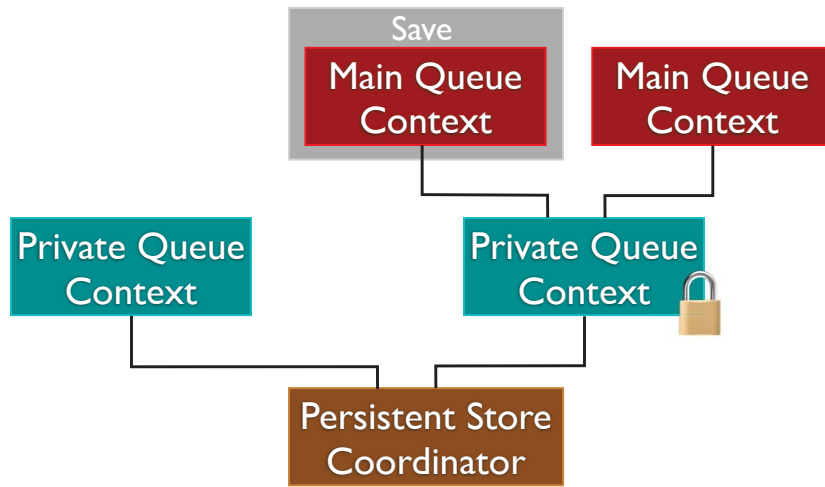 Save
Main Queue
Context
Main Queue
Context
Private Queue
Context
Private Queue
Context
Persistent Store
Coordinator